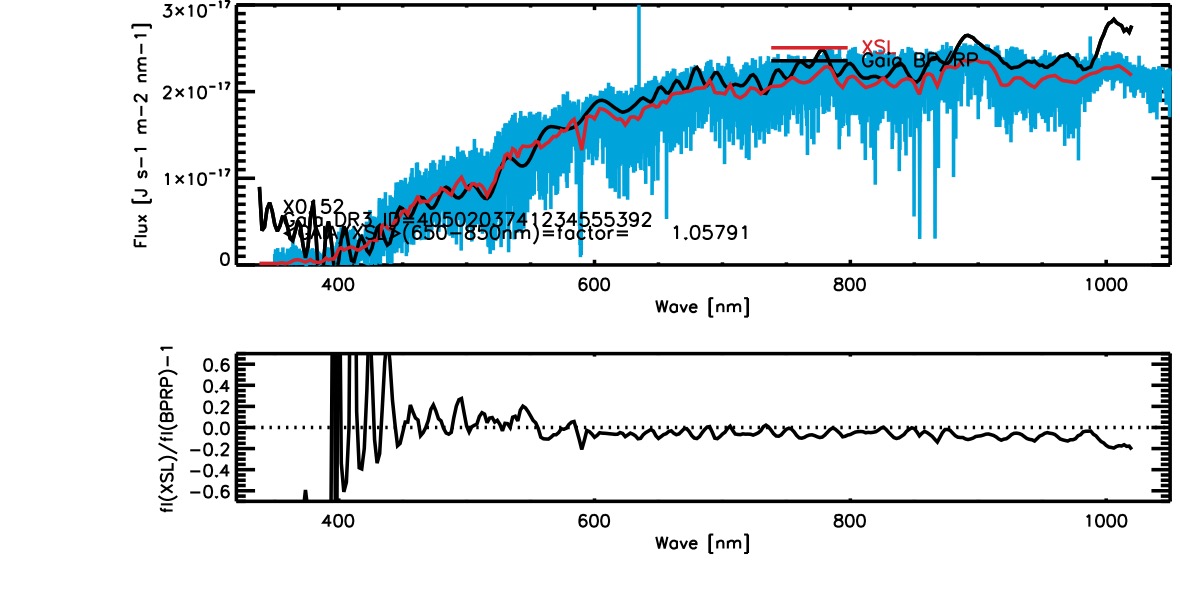 3×10⁻¹⁷
2×10⁻¹⁷
1×10⁻¹⁷
0
Flux [J s−1 m−2 nm−1]
XSL
Gaia BP/RP
X0152
Gaia DR3 ID=4050203741234555392
<GAIA/XSL>(650−850nm)=factor= 1.05791
400 600 800 1000
Wave [nm]
0.6
0.4
0.2
0.0
−0.2
−0.4
−0.6
fl(XSL)/fl(BPRP)−1
400 600 800 1000
Wave [nm]